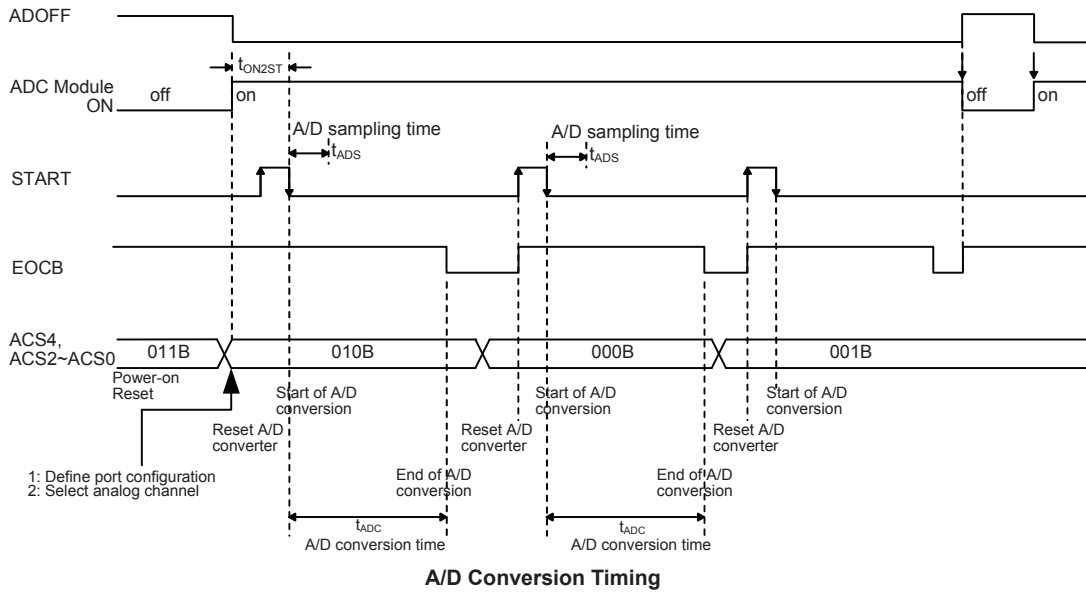 ADOFF
tON2ST
ADC Module
ON
off
on
off
on
A/D sampling time
tADS
A/D sampling time
tADS
START
EOCB
ACS4,
ACS2~ACS0
011B
010B
000B
001B
Power-on
Reset
Start of A/D
conversion
Start of A/D
conversion
Start of A/D
conversion
Reset A/D
converter
Reset A/D
converter
Reset A/D
converter
1: Define port configuration
2: Select analog channel
End of A/D
conversion
End of A/D
conversion
tADC
A/D conversion time
tADC
A/D conversion time
A/D Conversion Timing